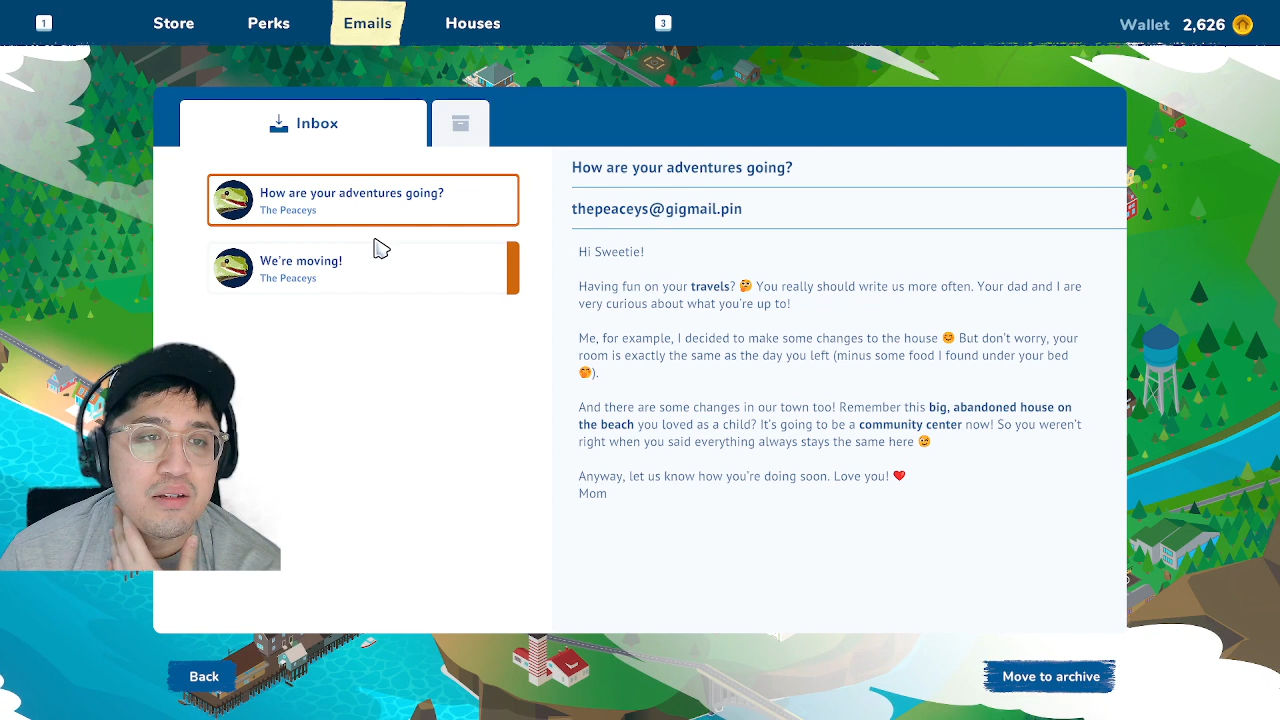 1 Store Perks Emails Houses 3 Wallet 2,626
Inbox
How are your adventures going?
The Peaceys
We're moving!
The Peaceys
How are your adventures going?
thepeaceys@gigmail.pin
Hi Sweetie!
Having fun on your travels? 🤔 You really should write us more often. Your dad and I are
very curious about what you're up to!
Me, for example, I decided to make some changes to the house 😊 But don't worry, your
room is exactly the same as the day you left (minus some food I found under your bed
🤭).
And there are some changes in our town too! Remember this big, abandoned house on
the beach you loved as a child? It's going to be a community center now! So you weren't
right when you said everything always stays the same here 😉
Anyway, let us know how you're doing soon. Love you! ❤️
Mom
Back
Move to archive